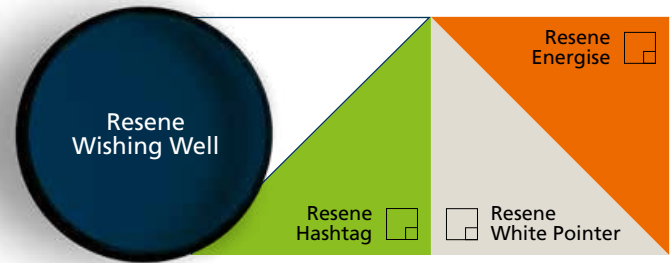 Resene
Wishing Well
Resene
Energise
Resene
Hashtag
Resene
White Pointer